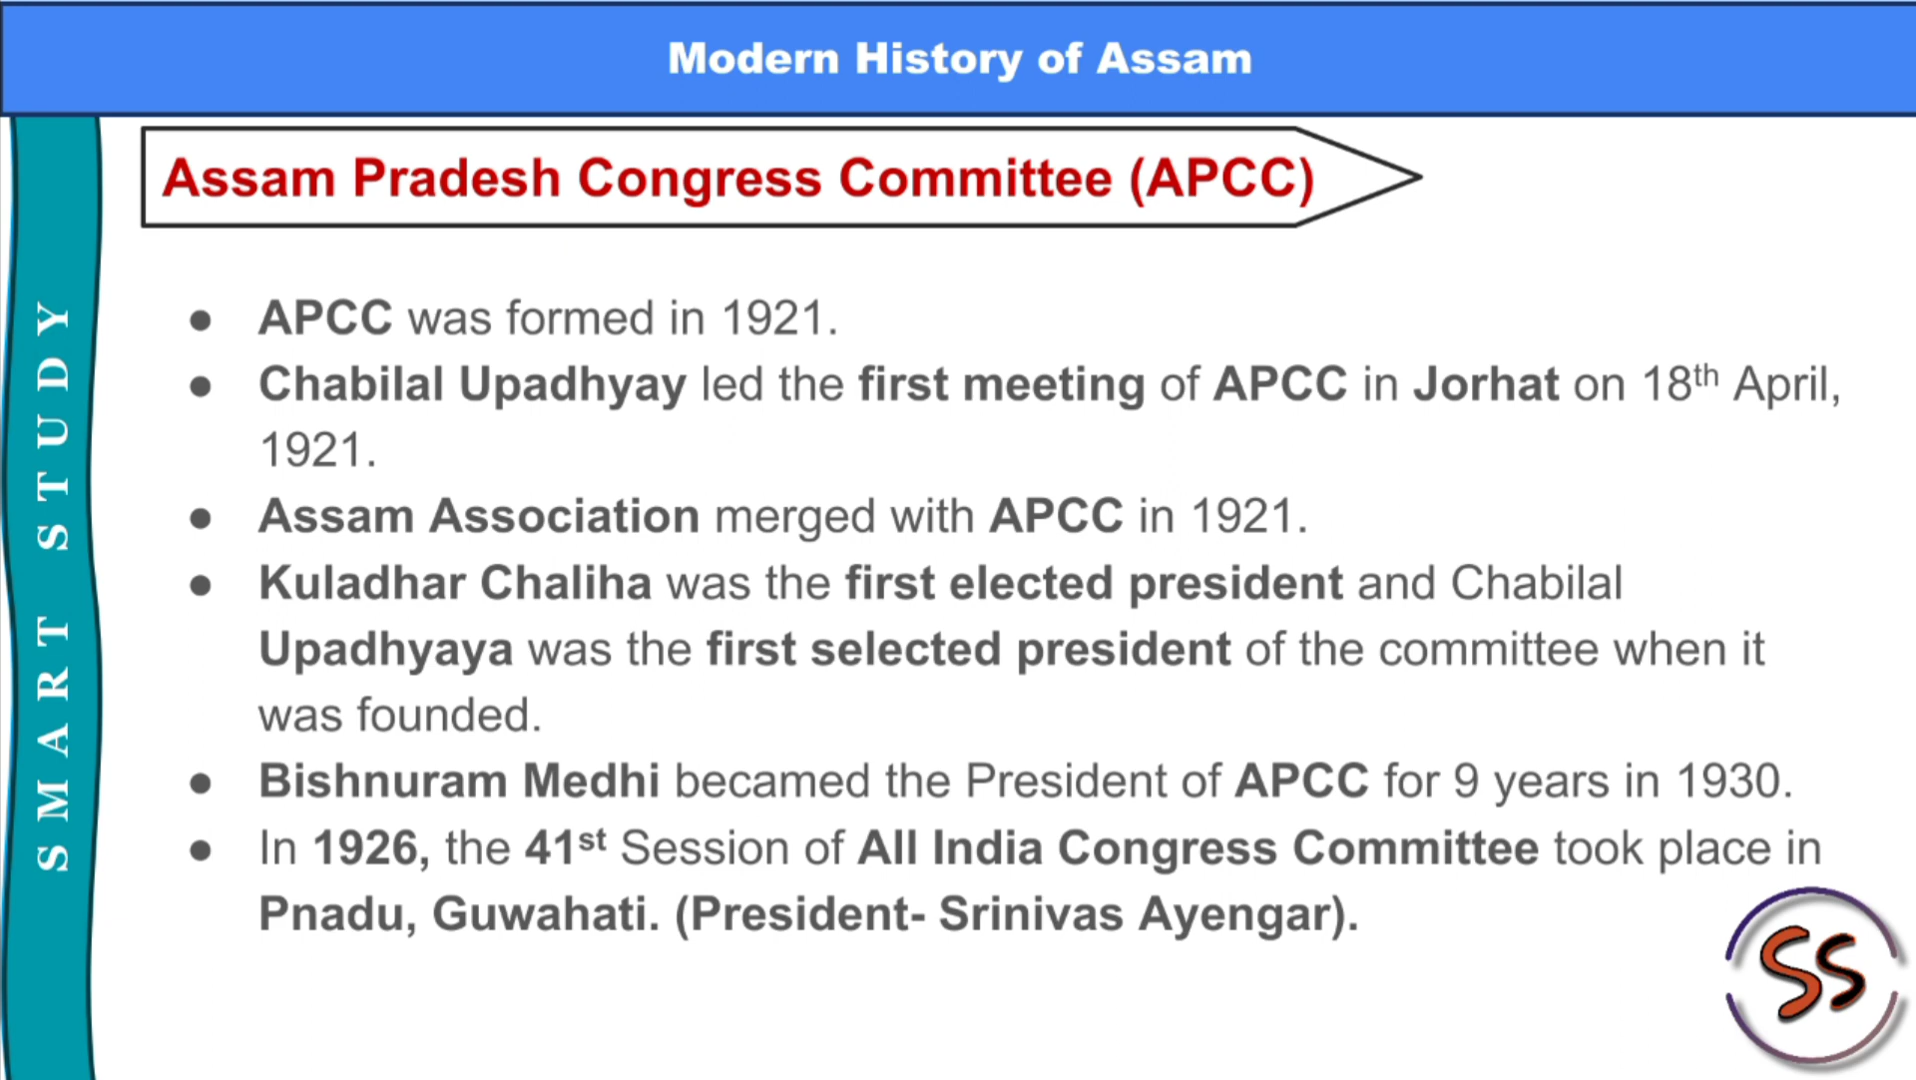 Modern History of Assam
Assam Pradesh Congress Committee (APCC)
● APCC was formed in 1921.
● Chabilal Upadhyay led the first meeting of APCC in Jorhat on 18th April,
1921.
● Assam Association merged with APCC in 1921.
● Kuladhar Chaliha was the first elected president and Chabilal
Upadhyaya was the first selected president of the committee when it
was founded.
● Bishnuram Medhi becamed the President of APCC for 9 years in 1930.
● In 1926, the 41st Session of All India Congress Committee took place in
Pnadu, Guwahati. (President- Srinivas Ayengar).
SMART STUDY
SS